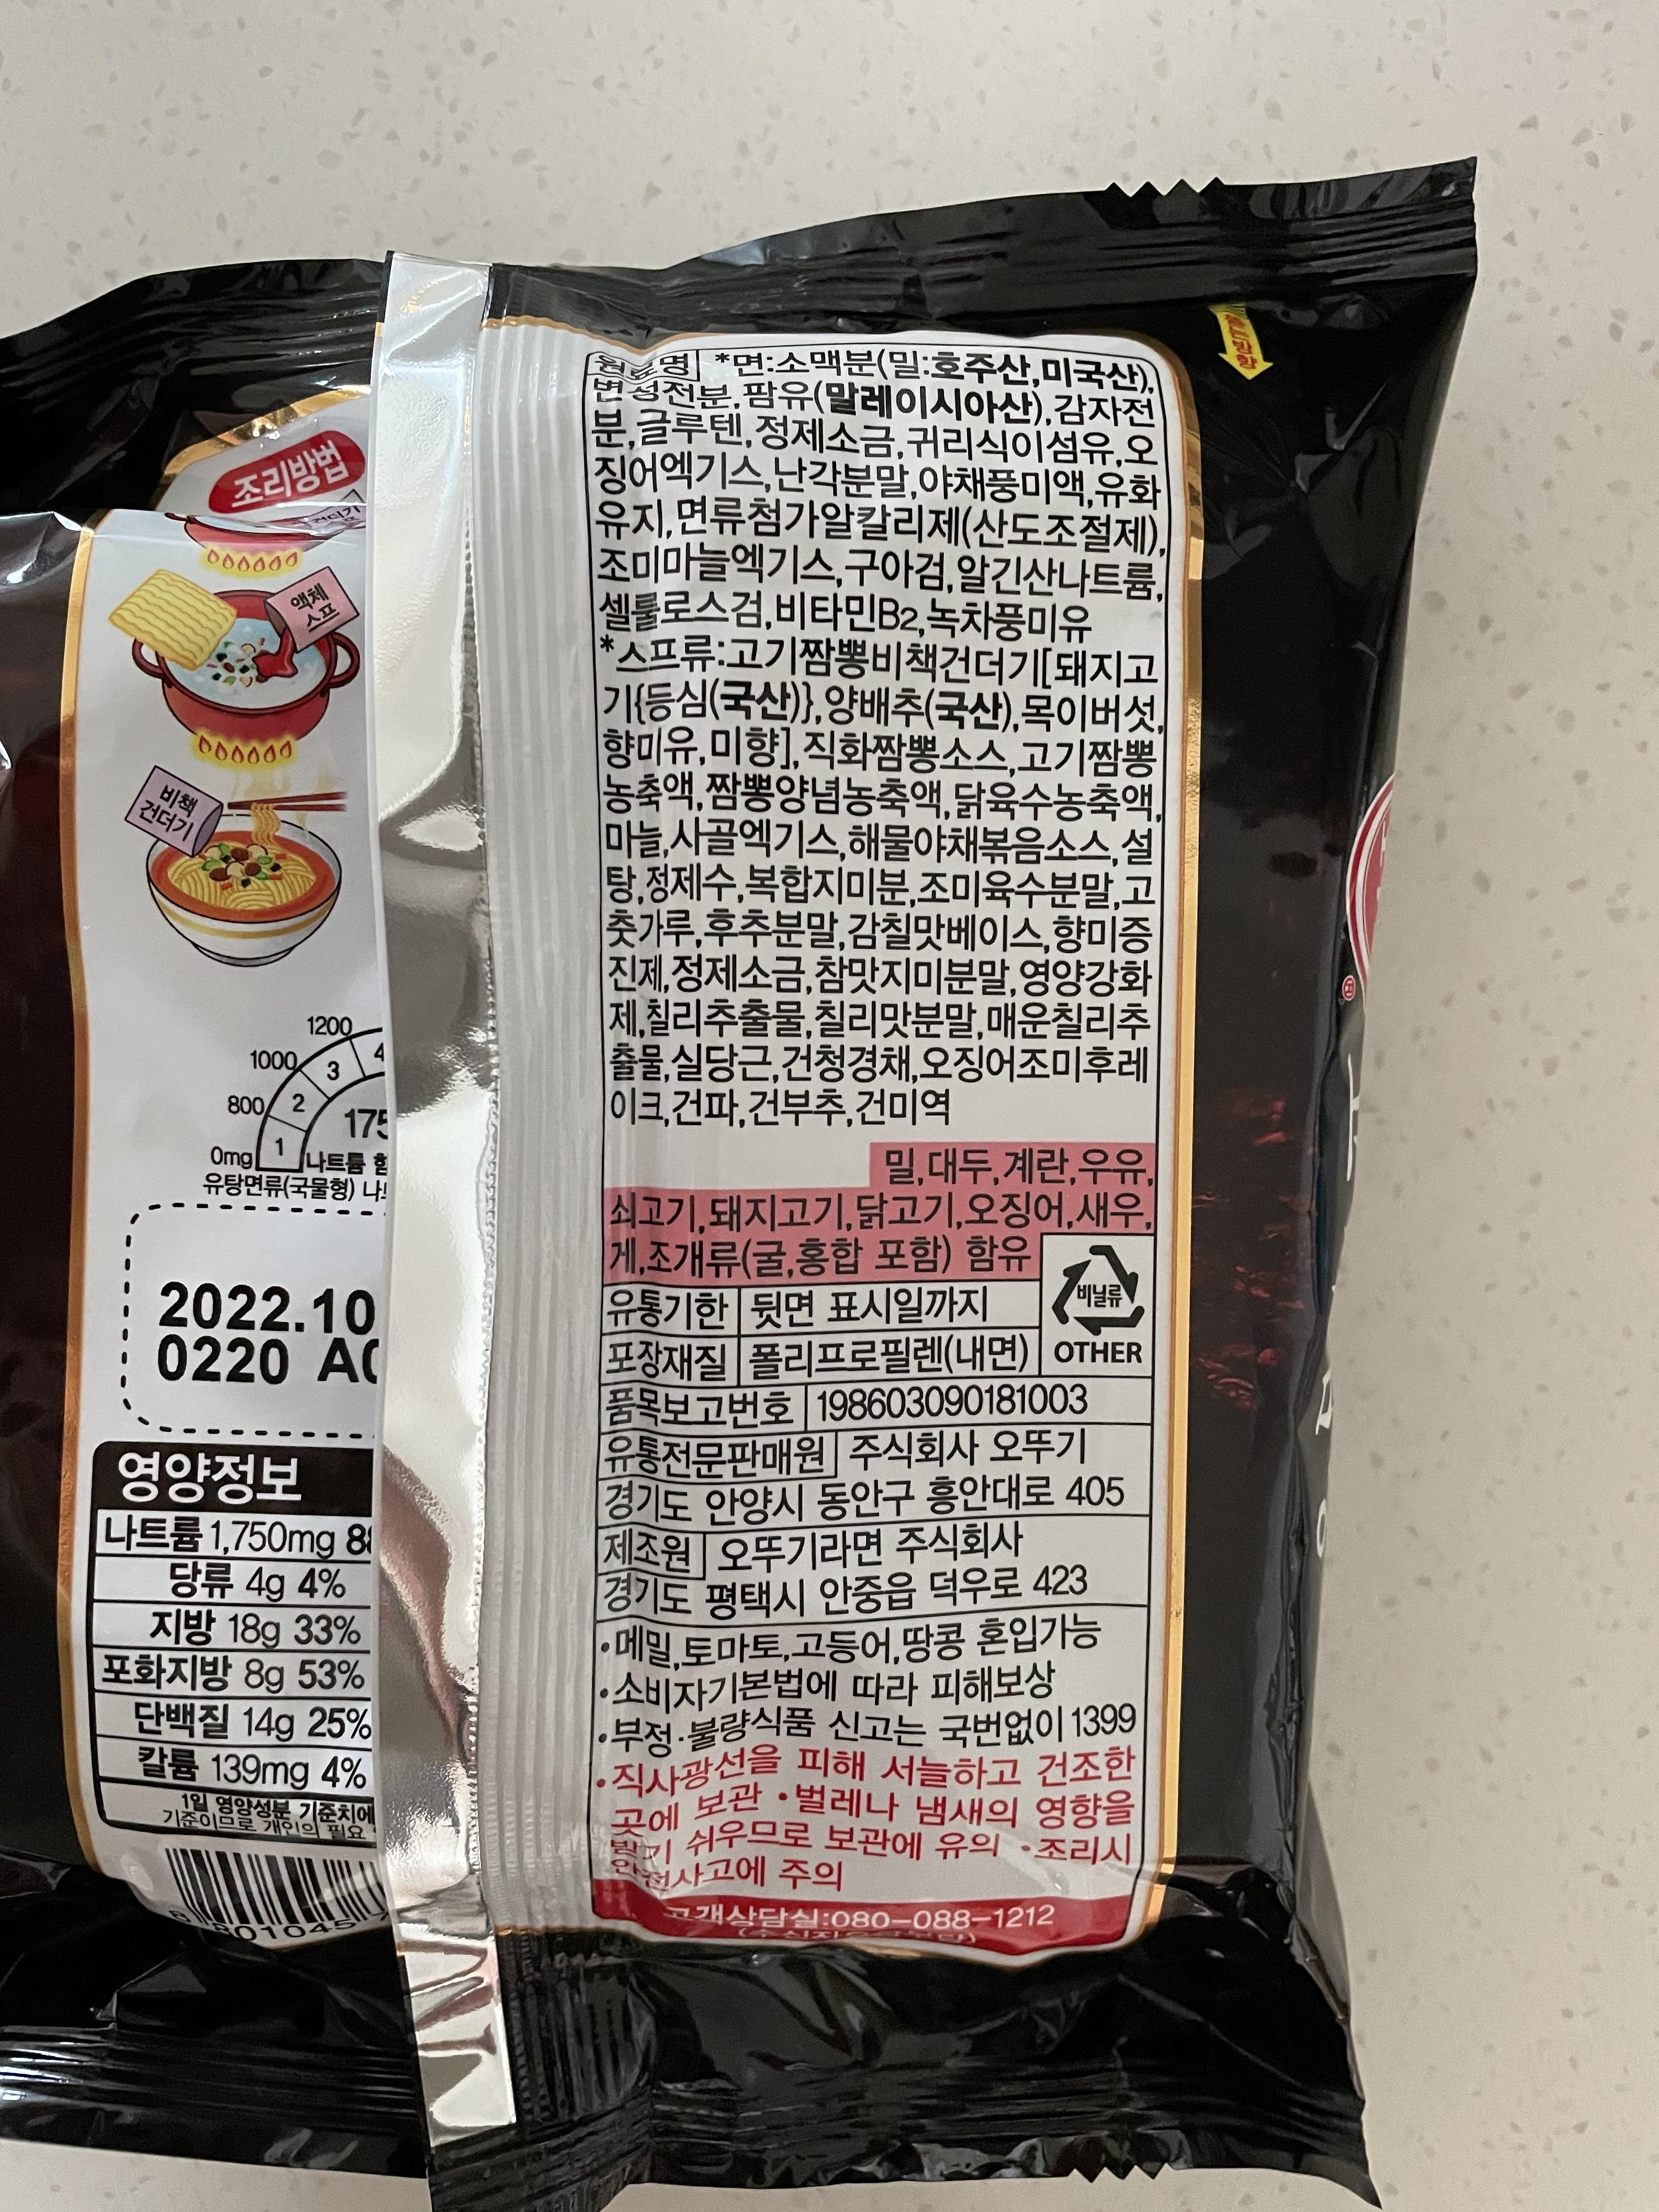 조리방법
건더기
액체
스프
비책
건더기
1200
1000
800
0mg
1
2
3
4
175
나트륨 함
유탕면류(국물형) 나트
2022.10
0220 A
영양정보
나트륨 1,750mg 88
당류 4g 4%
지방 18g 33%
포화지방 8g 53%
단백질 14g 25%
칼륨 139mg 4%
1일 영양성분 기준치에
기준이므로 개인의 필요
8 801045
원료명 *면:소맥분(밀:호주산,미국산),
변성전분,팜유(말레이시아산),감자전
분,글루텐,정제소금,귀리식이섬유,오
징어엑기스,난각분말,야채풍미액,유화
유지,면류첨가알칼리제(산도조절제),
조미마늘엑기스,구아검,알긴산나트륨,
셀룰로스검,비타민B2,녹차풍미유
*스프류:고기짬뽕비책건더기[돼지고
기{등심(국산)},양배추(국산),목이버섯,
향미유,미향],직화짬뽕소스,고기짬뽕
농축액,짬뽕양념농축액,닭육수농축액,
마늘,사골엑기스,해물야채볶음소스,설
탕,정제수,복합지미분,조미육수분말,고
춧가루,후추분말,감칠맛베이스,향미증
진제,정제소금,참맛지미분말,영양강화
제,칠리추출물,칠리맛분말,매운칠리추
출물,실당근,건청경채,오징어조미후레
이크,건파,건부추,건미역
밀,대두,계란,우유,
쇠고기,돼지고기,닭고기,오징어,새우,
게,조개류(굴,홍합 포함) 함유
비닐류
OTHER
유통기한 뒷면 표시일까지
포장재질 폴리프로필렌(내면)
품목보고번호 198603090181003
유통전문판매원 주식회사 오뚜기
경기도 안양시 동안구 흥안대로 405
제조원 오뚜기라면 주식회사
경기도 평택시 안중읍 덕우로 423
•메밀,토마토,고등어,땅콩 혼입가능
•소비자기본법에 따라 피해보상
•부정·불량식품 신고는 국번없이 1399
•직사광선을 피해 서늘하고 건조한
곳에 보관 •벌레나 냄새의 영향을
받기 쉬우므로 보관에 유의 •조리시
안전사고에 주의
고객상담실:080-088-1212